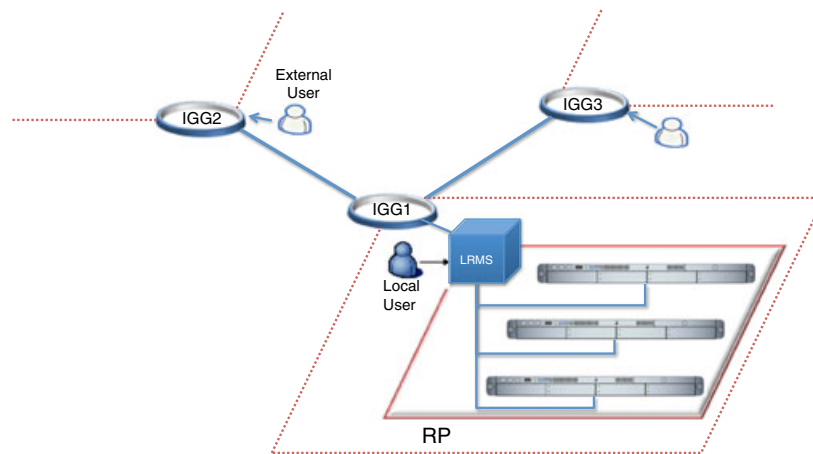 External
User
IGG2
IGG3
IGG1
LRMS
Local
User
RP